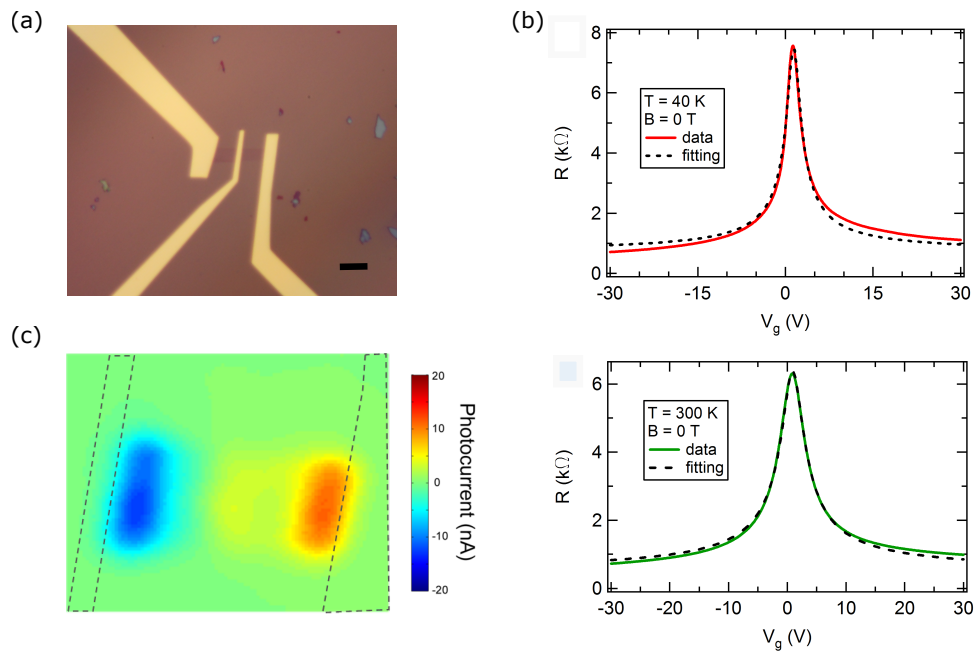 (a)
(b)
8
6
4
2
0
R (kΩ)
T = 40 K
B = 0 T
data
fitting
-30
-15
0
15
30
V_g (V)
(c)
20
10
0
-10
-20
Photocurrent (nA)
6
4
2
0
R (kΩ)
T = 300 K
B = 0 T
data
fitting
-30
-20
-10
0
10
20
30
V_g (V)